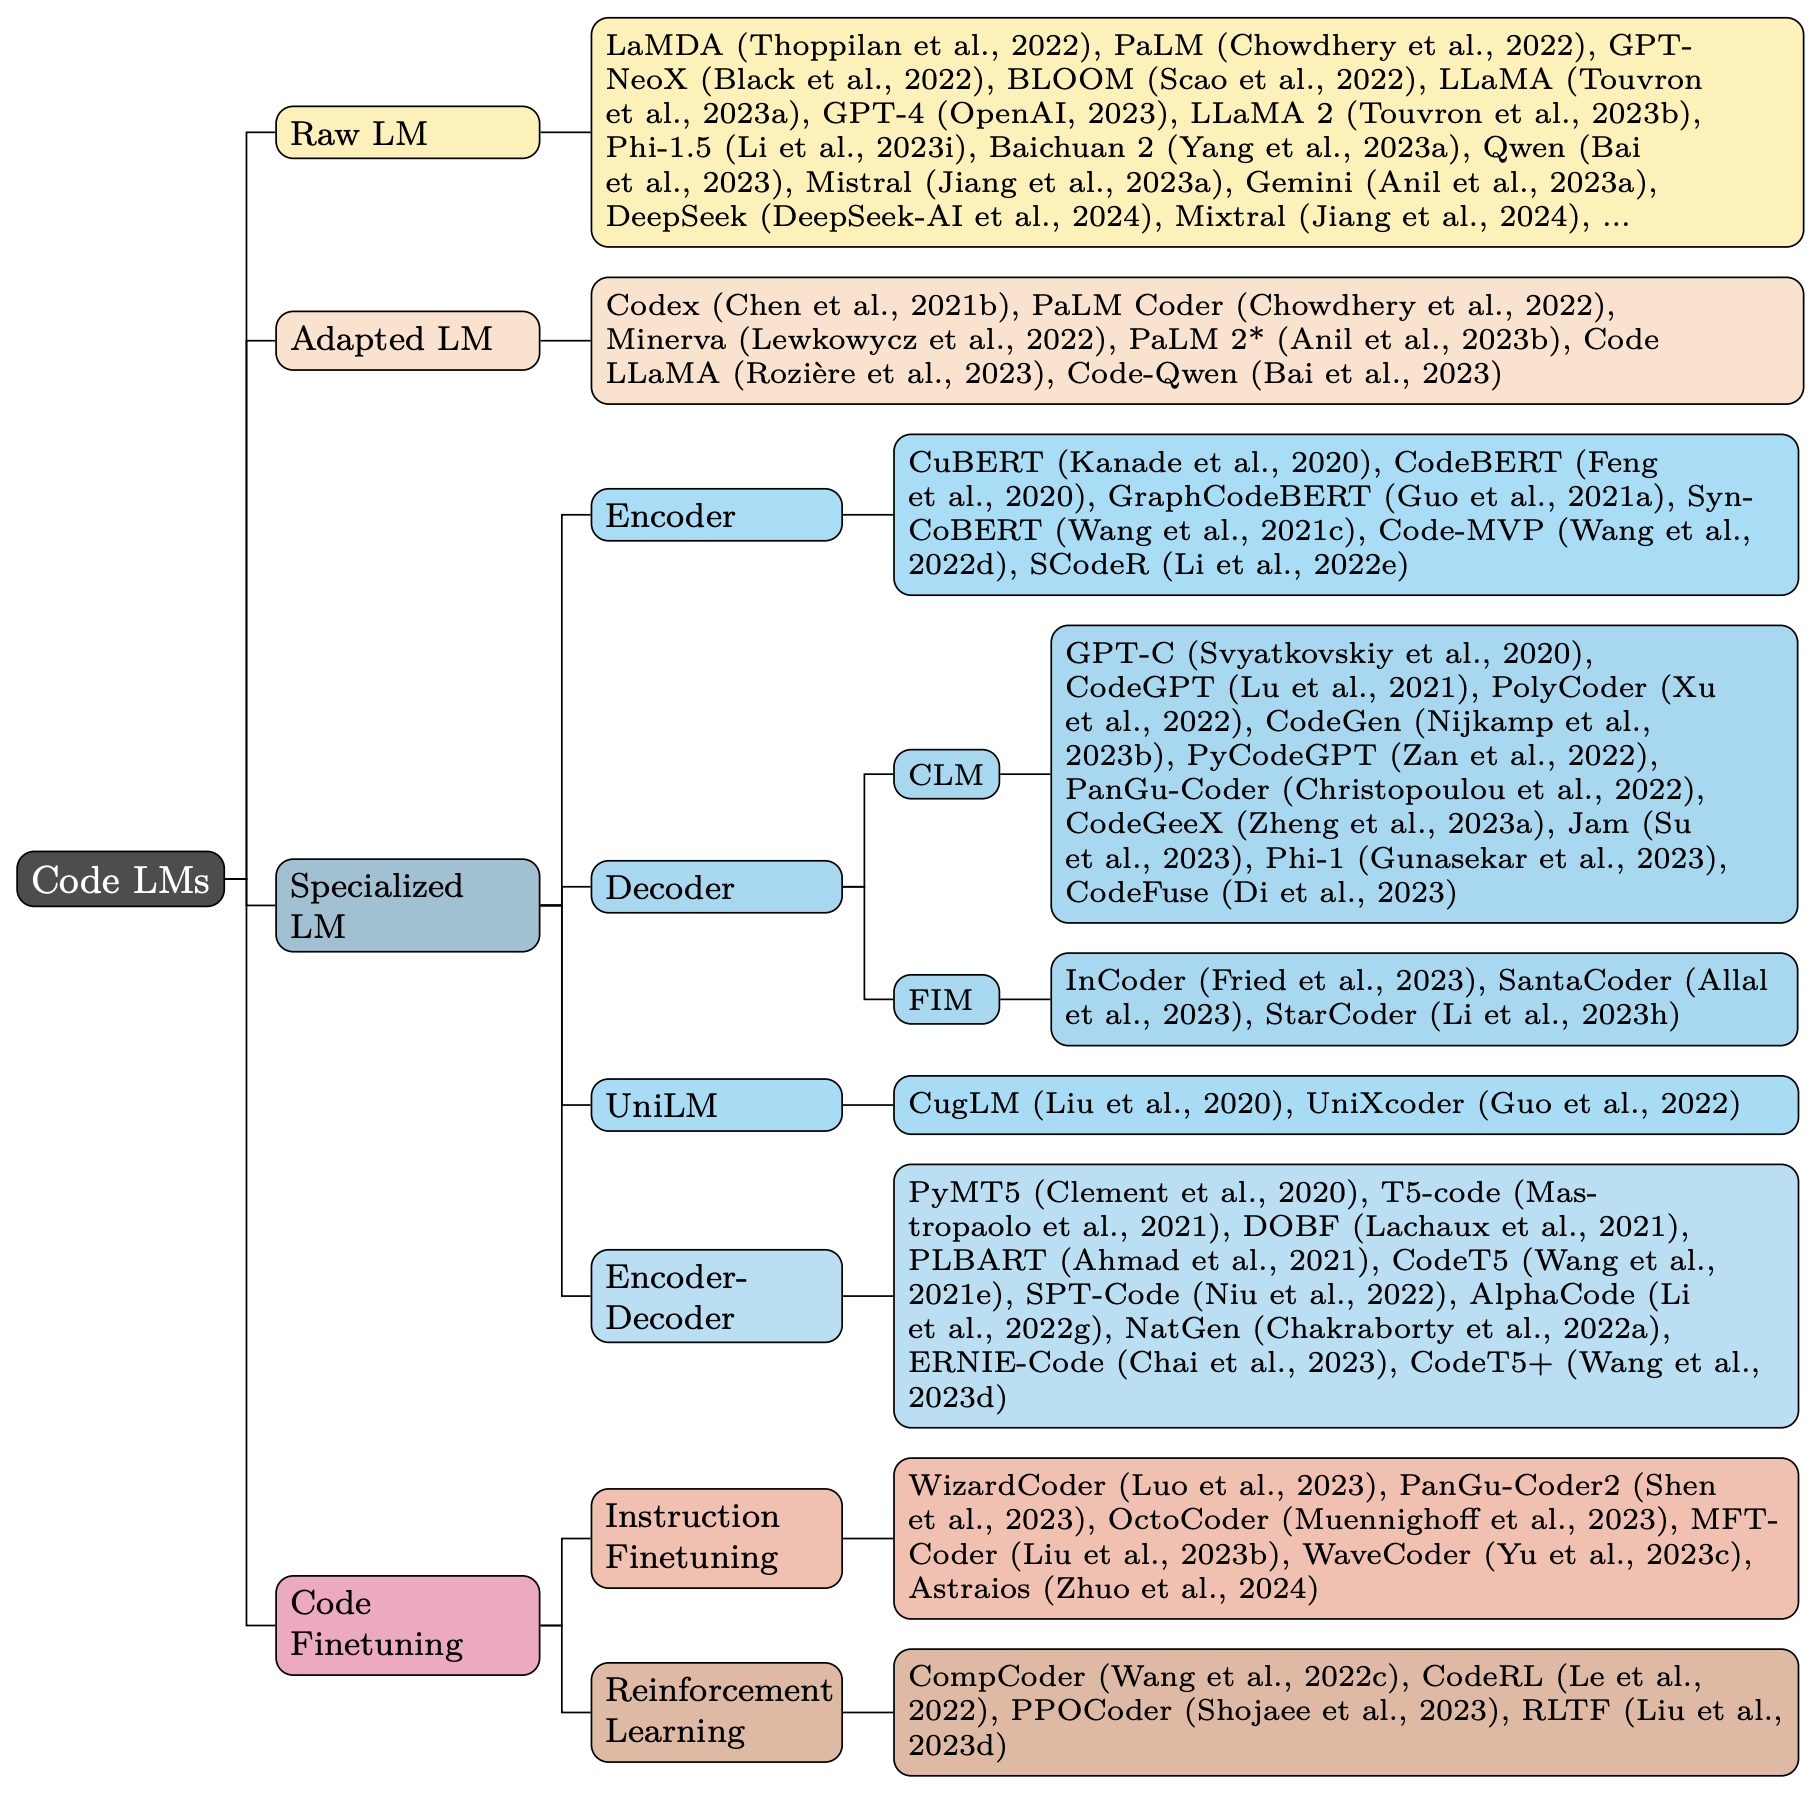 LaMDA (Thoppilan et al., 2022), PaLM (Chowdhery et al., 2022), GPT-
NeoX (Black et al., 2022), BLOOM (Scao et al., 2022), LLaMA (Touvron
et al., 2023a), GPT-4 (OpenAI, 2023), LLaMA 2 (Touvron et al., 2023b),
Phi-1.5 (Li et al., 2023i), Baichuan 2 (Yang et al., 2023a), Qwen (Bai
et al., 2023), Mistral (Jiang et al., 2023a), Gemini (Anil et al., 2023a),
DeepSeek (DeepSeek-AI et al., 2024), Mixtral (Jiang et al., 2024), ...
Raw LM
Codex (Chen et al., 2021b), PaLM Coder (Chowdhery et al., 2022),
Minerva (Lewkowycz et al., 2022), PaLM 2* (Anil et al., 2023b), Code
LLaMA (Rozière et al., 2023), Code-Qwen (Bai et al., 2023)
Adapted LM
CuBERT (Kanade et al., 2020), CodeBERT (Feng
et al., 2020), GraphCodeBERT (Guo et al., 2021a), Syn-
CoBERT (Wang et al., 2021c), Code-MVP (Wang et al.,
2022d), SCodeR (Li et al., 2022e)
Encoder
GPT-C (Svyatkovskiy et al., 2020),
CodeGPT (Lu et al., 2021), PolyCoder (Xu
et al., 2022), CodeGen (Nijkamp et al.,
2023b), PyCodeGPT (Zan et al., 2022),
PanGu-Coder (Christopoulou et al., 2022),
CodeGeeX (Zheng et al., 2023a), Jam (Su
et al., 2023), Phi-1 (Gunasekar et al., 2023),
CodeFuse (Di et al., 2023)
CLM
Code LMs
Specialized
LM
Decoder
FIM
InCoder (Fried et al., 2023), SantaCoder (Allal
et al., 2023), StarCoder (Li et al., 2023h)
UniLM
CugLM (Liu et al., 2020), UniXcoder (Guo et al., 2022)
PyMT5 (Clement et al., 2020), T5-code (Mas-
tropaolo et al., 2021), DOBF (Lachaux et al., 2021),
PLBART (Ahmad et al., 2021), CodeT5 (Wang et al.,
2021e), SPT-Code (Niu et al., 2022), AlphaCode (Li
et al., 2022g), NatGen (Chakraborty et al., 2022a),
ERNIE-Code (Chai et al., 2023), CodeT5+ (Wang et al.,
2023d)
Encoder-
Decoder
WizardCoder (Luo et al., 2023), PanGu-Coder2 (Shen
et al., 2023), OctoCoder (Muennighoff et al., 2023), MFT-
Coder (Liu et al., 2023b), WaveCoder (Yu et al., 2023c),
Astraios (Zhuo et al., 2024)
Instruction
Finetuning
Code
Finetuning
Reinforcement
Learning
CompCoder (Wang et al., 2022c), CodeRL (Le et al.,
2022), PPOCoder (Shojaee et al., 2023), RLTF (Liu et al.,
2023d)